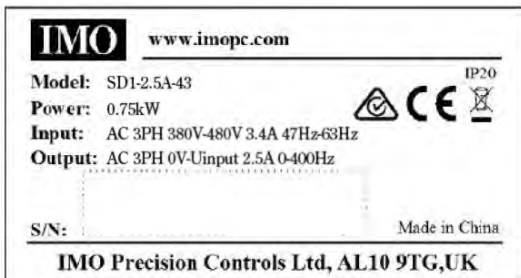 IMO www.imopc.com
IP20
Model: SD1-2.5A-43
Power: 0.75kW
Input: AC 3PH 380V-480V 3.4A 47Hz-63Hz
Output: AC 3PH 0V-Uinput 2.5A 0-400Hz
S/N:
Made in China
IMO Precision Controls Ltd, AL10 9TG,UK